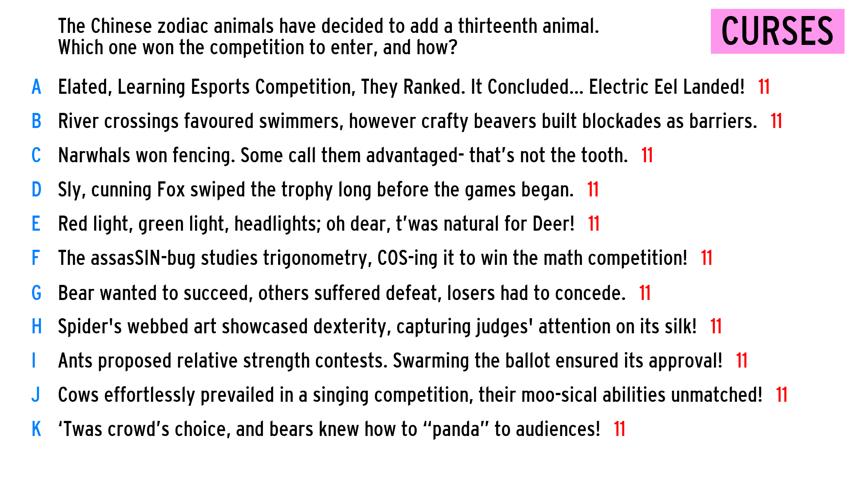 The Chinese zodiac animals have decided to add a thirteenth animal.
Which one won the competition to enter, and how?
CURSES
A Elated, Learning Esports Competition, They Ranked. It Concluded... Electric Eel Landed! 11
B River crossings favoured swimmers, however crafty beavers built blockades as barriers. 11
C Narwhals won fencing. Some call them advantaged- that's not the tooth. 11
D Sly, cunning Fox swiped the trophy long before the games began. 11
E Red light, green light, headlights; oh dear, t'was natural for Deer! 11
F The assasSIN-bug studies trigonometry, COS-ing it to win the math competition! 11
G Bear wanted to succeed, others suffered defeat, losers had to concede. 11
H Spider's webbed art showcased dexterity, capturing judges' attention on its silk! 11
I Ants proposed relative strength contests. Swarming the ballot ensured its approval! 11
J Cows effortlessly prevailed in a singing competition, their moo-sical abilities unmatched! 11
K ‘Twas crowd's choice, and bears knew how to “panda” to audiences! 11